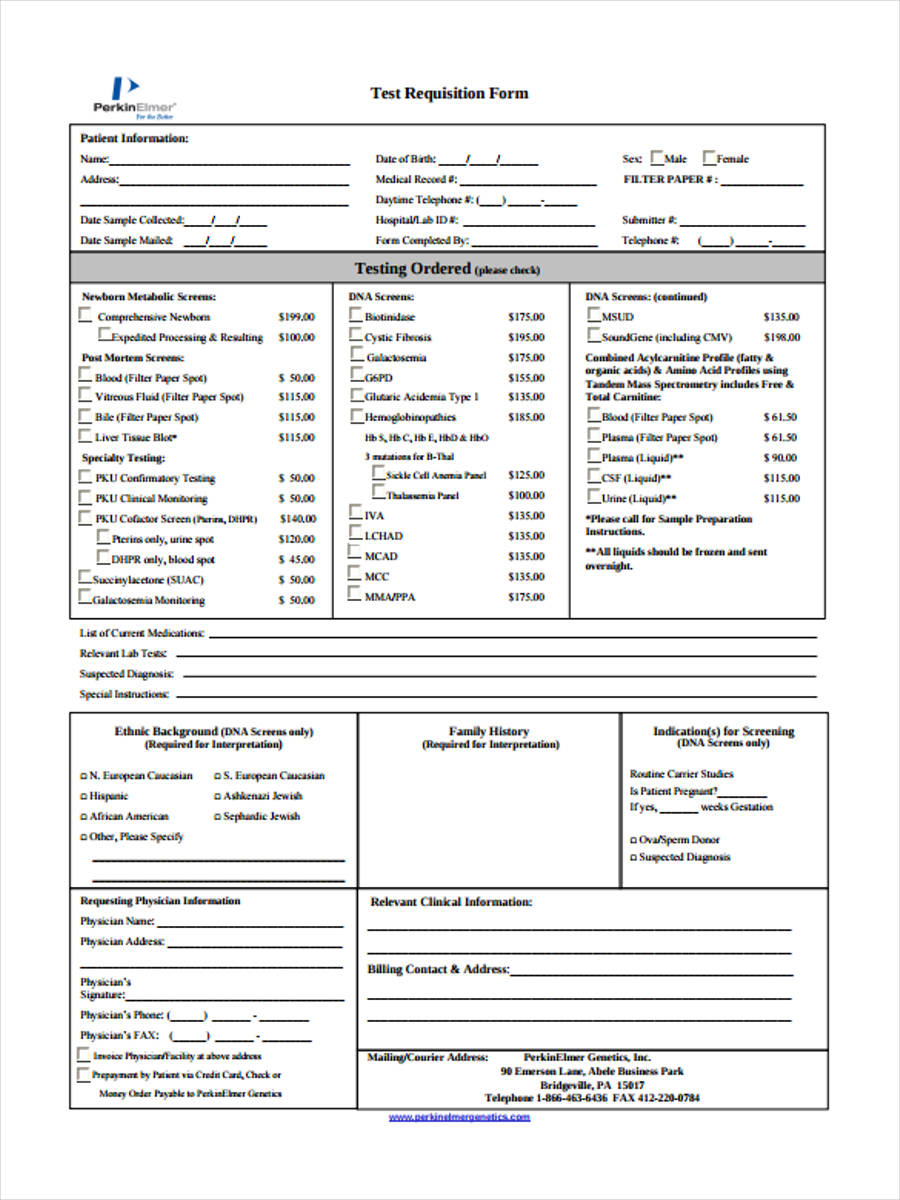 PerkinElmer
For the Better
Test Requisition Form
Patient Information:
Name:
Date of Birth: ____/____/______
Sex: Male Female
Address:
Medical Record #:
FILTER PAPER # :
Daytime Telephone #: (____) ______-______
Date Sample Collected:____/___/____
Hospital/Lab ID #:
Submitter #:
Date Sample Mailed: ___/___/_____
Form Completed By:
Telephone #: (_____) ______-______
Testing Ordered (please check)
Newborn Metabolic Screens:
Comprehensive Newborn $199.00
Expedited Processing & Resulting $100.00
Post Mortem Screens:
Blood (Filter Paper Spot) $ 50.00
Vitreous Fluid (Filter Paper Spot) $115.00
Bile (Filter Paper Spot) $115.00
Liver Tissue Blot* $115.00
Specialty Testing:
PKU Confirmatory Testing $ 50.00
PKU Clinical Monitoring $ 50.00
PKU Cofactor Screen (Pterins, DHPR) $140.00
Pterins only, urine spot $120.00
DHPR only, blood spot $ 45.00
Succinylacetone (SUAC) $ 50.00
Galactosemia Monitoring $ 50.00
DNA Screens:
Biotinidase $175.00
Cystic Fibrosis $195.00
Galactosemia $175.00
G6PD $155.00
Glutaric Acidemia Type 1 $135.00
Hemoglobinopathies $185.00
Hb S, Hb C, Hb E, HbD & HbO
3 mutations for B-Thal
Sickle Cell Anemia Panel $125.00
Thalassemia Panel $100.00
IVA $135.00
LCHAD $135.00
MCAD $135.00
MCC $135.00
MMA/PPA $175.00
DNA Screens: (continued)
MSUD $135.00
SoundGene (including CMV) $198.00
Combined Acylcarnitine Profile (fatty &
organic acids) & Amino Acid Profiles using
Tandem Mass Spectrometry includes Free &
Total Carnitine:
Blood (Filter Paper Spot) $ 61.50
Plasma (Filter Paper Spot) $ 61.50
Plasma (Liquid)** $ 90.00
CSF (Liquid)** $115.00
Urine (Liquid)** $115.00
*Please call for Sample Preparation
Instructions.
**All liquids should be frozen and sent
overnight.
List of Current Medications:
Relevant Lab Tests:
Suspected Diagnosis:
Special Instructions:
Ethnic Background (DNA Screens only)
(Required for Interpretation)
N. European Caucasian S. European Caucasian
Hispanic Ashkenazi Jewish
African American Sephardic Jewish
Other, Please Specify
Family History
(Required for Interpretation)
Indication(s) for Screening
(DNA Screens only)
Routine Carrier Studies
Is Patient Pregnant?
If yes, ______ weeks Gestation
Ova/Sperm Donor
Suspected Diagnosis
Requesting Physician Information
Physician Name:
Physician Address:
Physician's
Signature:
Physician's Phone: (_____) ______ - ________
Physician's FAX: (_____) ______ - ________
Invoice Physician/Facility at above address
Prepayment by Patient via Credit Card, Check or
Money Order Payable to PerkinElmer Genetics
Relevant Clinical Information:
Billing Contact & Address:
Mailing/Courier Address: PerkinElmer Genetics, Inc.
90 Emerson Lane, Abele Business Park
Bridgeville, PA 15017
Telephone 1-866-463-6436 FAX 412-220-0784
www.perkinelmergenetics.com